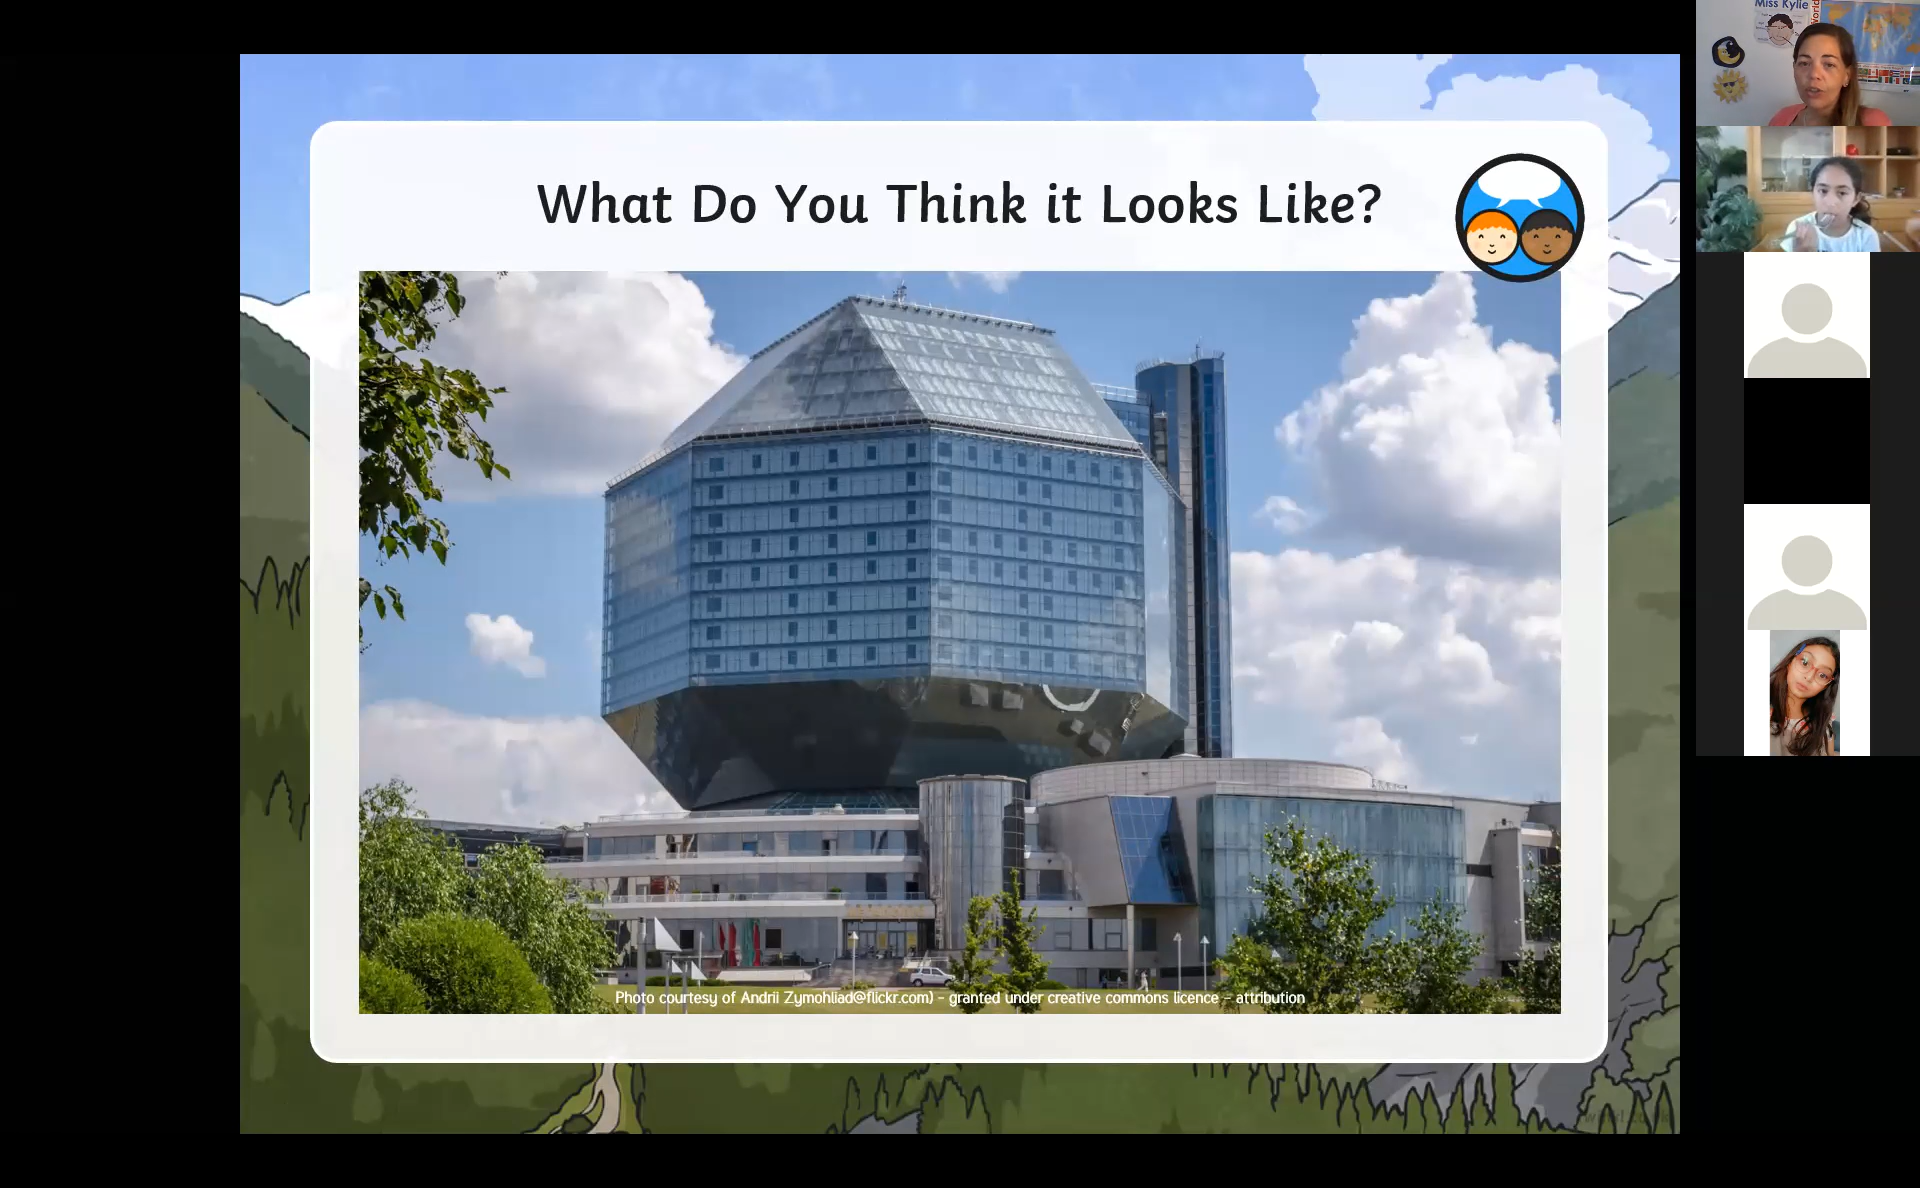 What Do You Think it Looks Like?
Photo courtesy of Andrii Zymohliad@flickr.com) - granted under creative commons licence - attribution
Miss Kylie
World